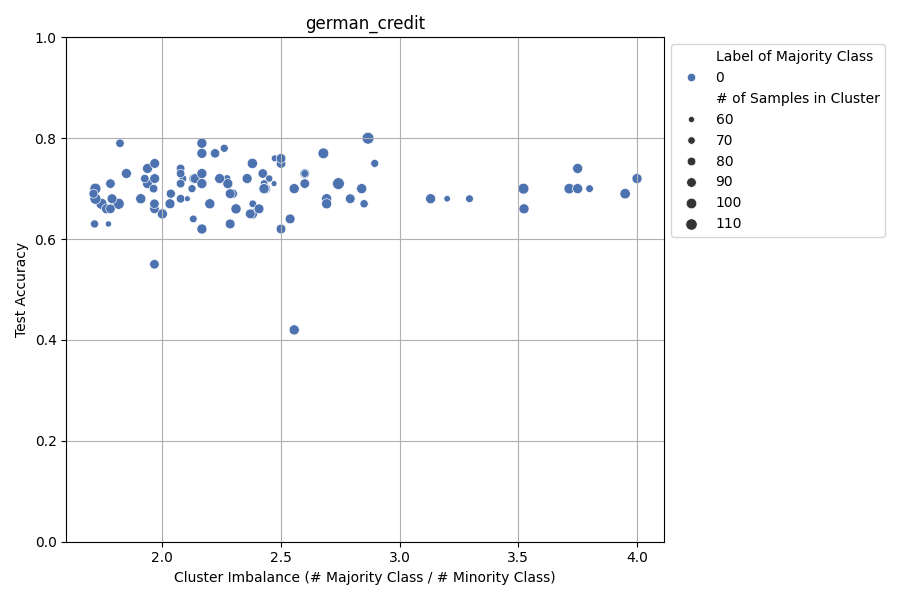 german_credit
1.0
0.8
0.6
0.4
0.2
0.0
Test Accuracy
2.0 2.5 3.0 3.5 4.0
Cluster Imbalance (# Majority Class / # Minority Class)
Label of Majority Class
0
# of Samples in Cluster
60
70
80
90
100
110